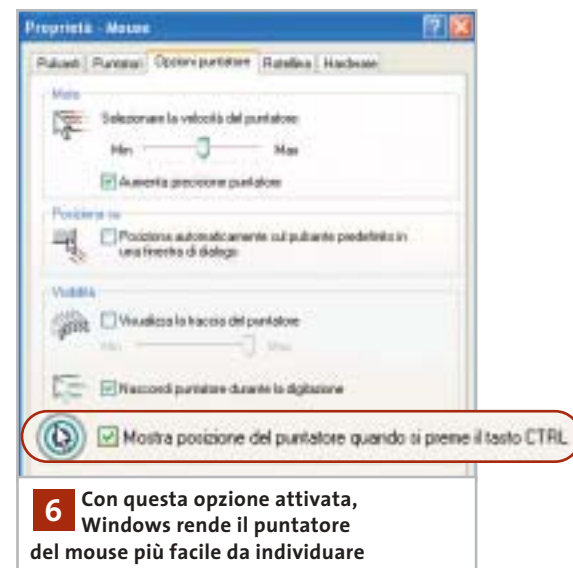 Proprietà - Mouse
Pulsanti Puntatori Opzioni puntatore Rotellina Hardware
Moto
Selezionare la velocità del puntatore:
Min Max
Aumenta precisione puntatore
Posiziona su
Posiziona automaticamente sul pulsante predefinito in
una finestra di dialogo
Visibilità
Visualizza la traccia del puntatore
Min Max
Nascondi puntatore durante la digitazione
Mostra posizione del puntatore quando si preme il tasto CTRL
6 Con questa opzione attivata,
Windows rende il puntatore
del mouse più facile da individuare